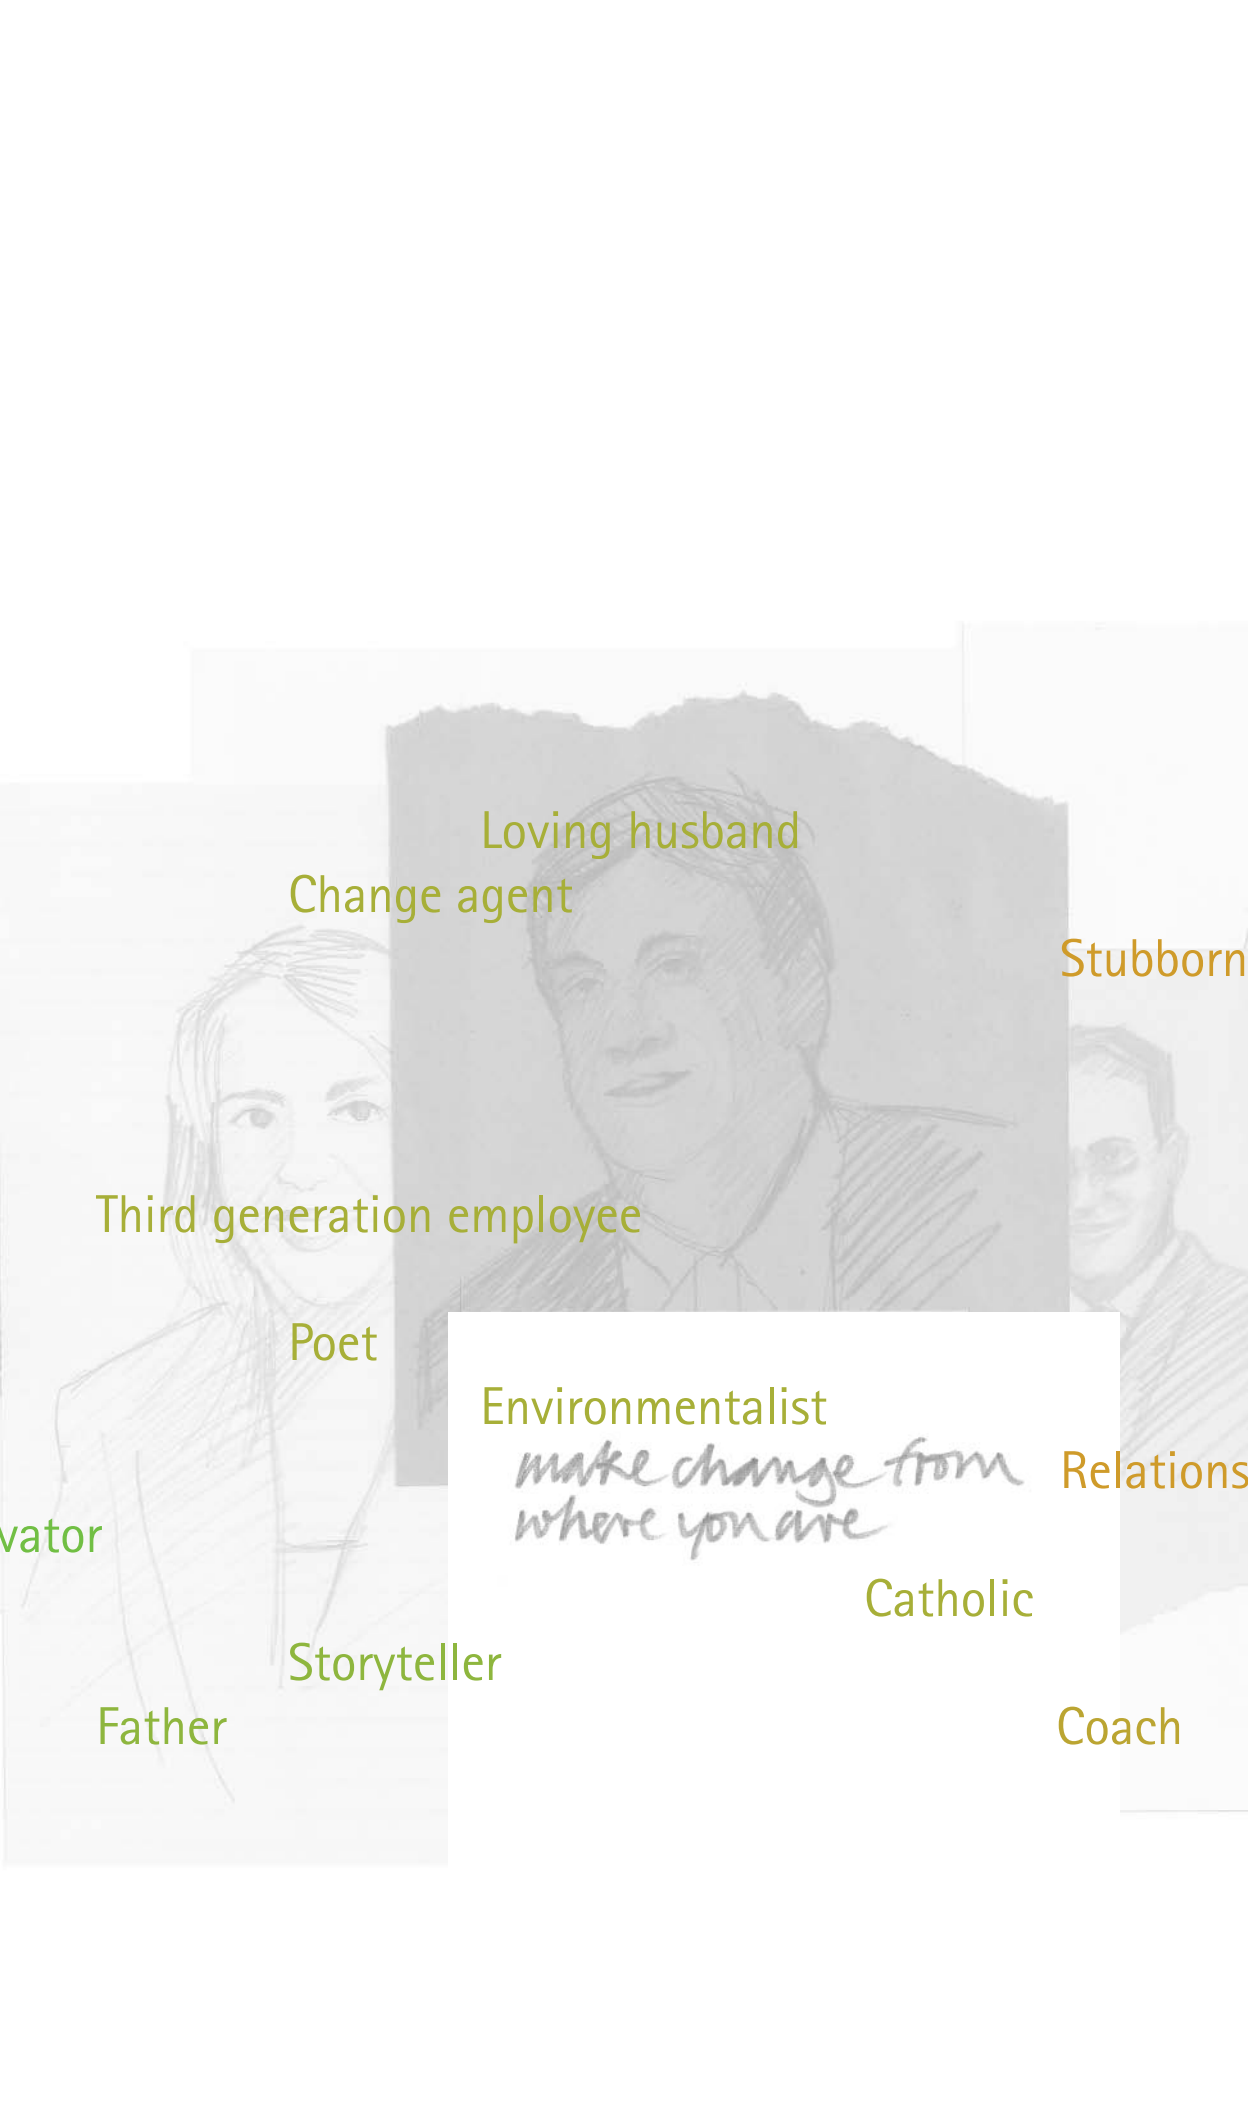 Loving husband
Change agent
Stubborn
Third generation employee
Poet
Environmentalist
make change from
where you are
Relations
vator
Catholic
Storyteller
Father
Coach